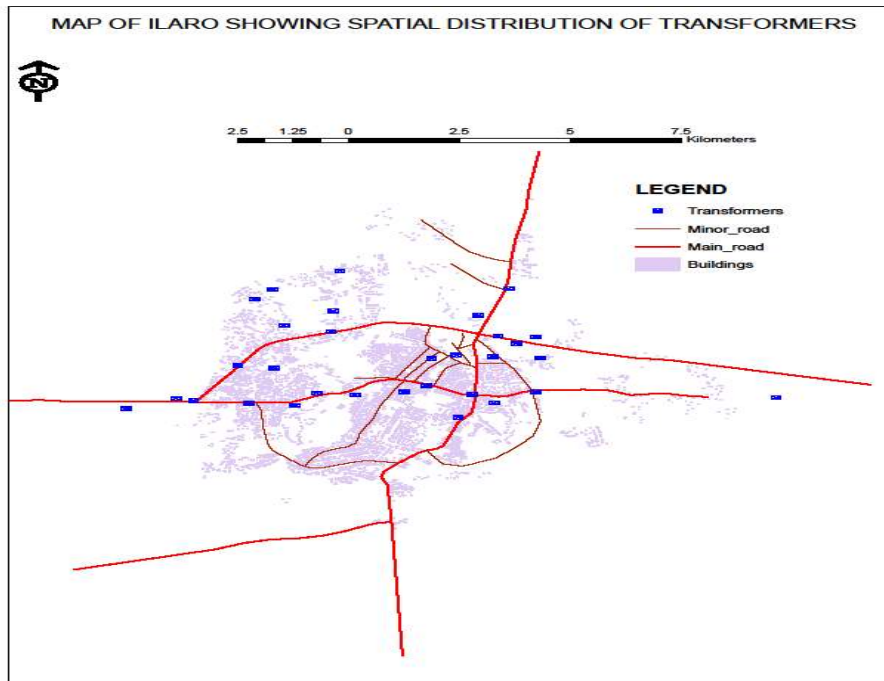 MAP OF ILARO SHOWING SPATIAL DISTRIBUTION OF TRANSFORMERS
N
2.5 1.25 0 2.5 5 7.5
Kilometers
LEGEND
Transformers
Minor_road
Main_road
Buildings